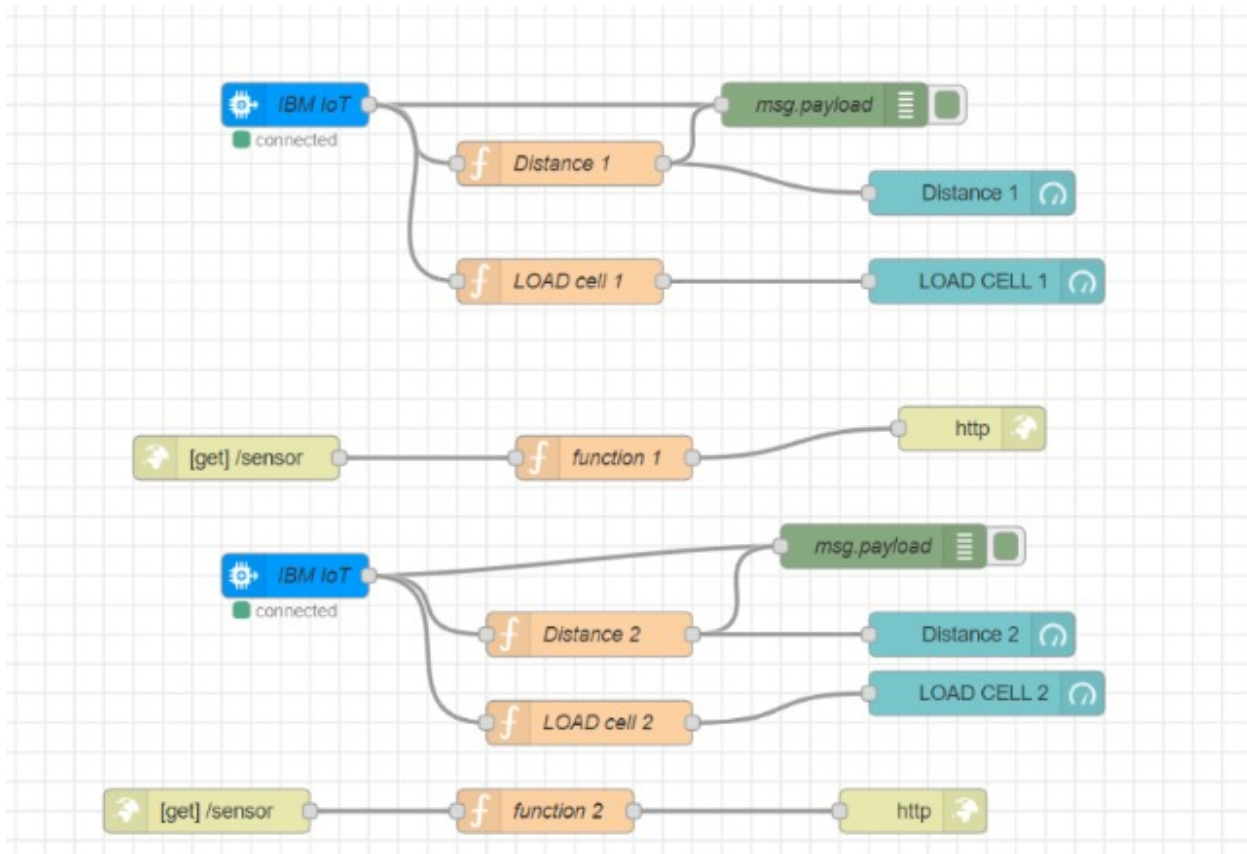 IBM IoT
msg.payload
connected
Distance 1
Distance 1
LOAD cell 1
LOAD CELL 1
http
[get] /sensor
function 1
msg.payload
IBM IoT
connected
Distance 2
Distance 2
LOAD CELL 2
LOAD cell 2
[get] /sensor
function 2
http